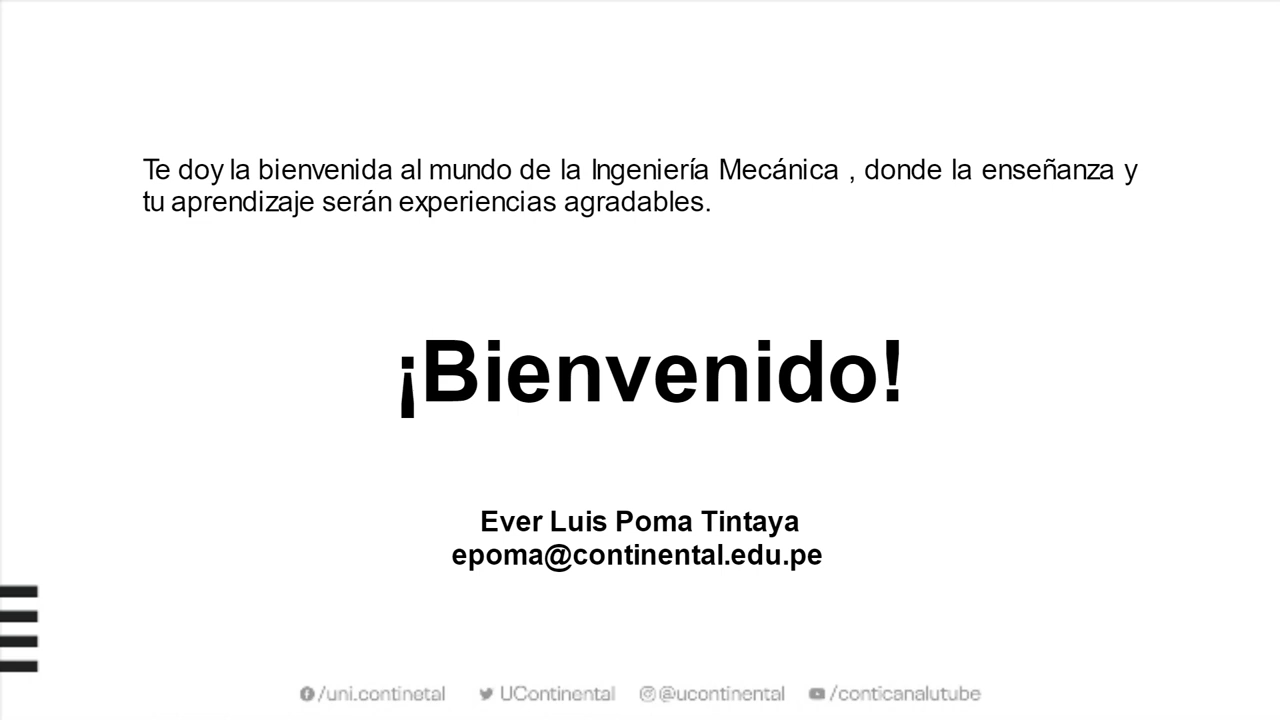 Te doy la bienvenida al mundo de la Ingeniería Mecánica , donde la enseñanza y
tu aprendizaje serán experiencias agradables.
¡Bienvenido!
Ever Luis Poma Tintaya
epoma@continental.edu.pe
/uni.continetal UContinental @ucontinental /conticanalutube